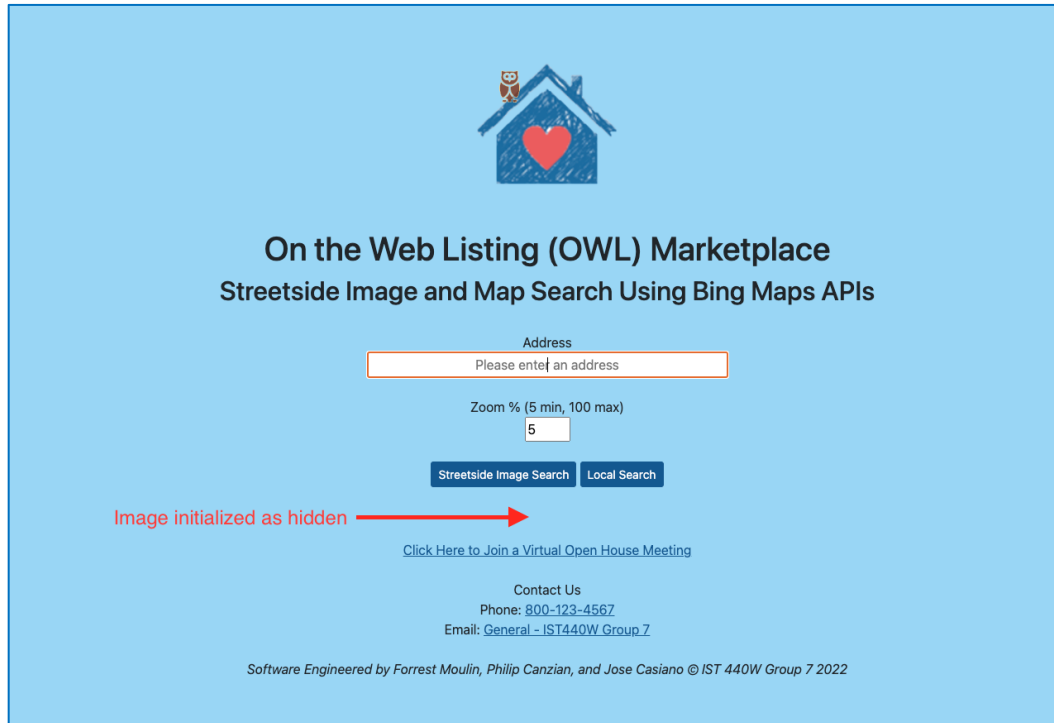 On the Web Listing (OWL) Marketplace
Streetside Image and Map Search Using Bing Maps APIs
Address
Please enter an address
Zoom % (5 min, 100 max)
5
Streetside Image Search Local Search
Image initialized as hidden
Click Here to Join a Virtual Open House Meeting
Contact Us
Phone: 800-123-4567
Email: General - IST440W Group 7
Software Engineered by Forrest Moulin, Philip Canzian, and Jose Casiano © IST 440W Group 7 2022